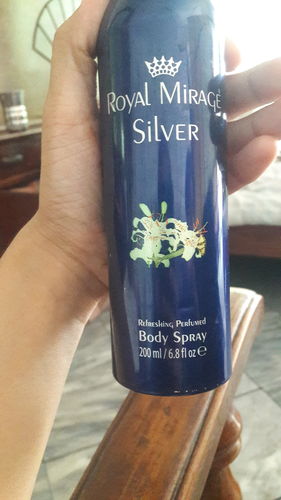 Royal Mirage
Silver
Refreshing Perfumed
Body Spray
200 ml / 6.8 fl oz ℮